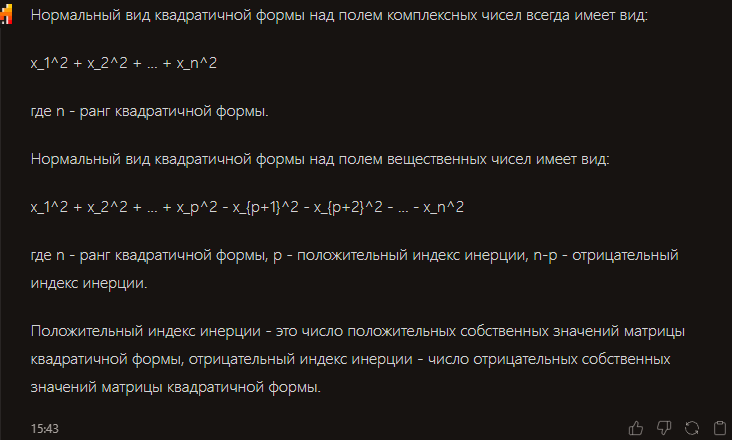 Нормальный вид квадратичной формы над полем комплексных чисел всегда имеет вид:
x_1^2 + x_2^2 + ... + x_n^2
где n - ранг квадратичной формы.
Нормальный вид квадратичной формы над полем вещественных чисел имеет вид:
x_1^2 + x_2^2 + ... + x_p^2 - x_{p+1}^2 - x_{p+2}^2 - ... - x_n^2
где n - ранг квадратичной формы, p - положительный индекс инерции, n-p - отрицательный
индекс инерции.
Положительный индекс инерции - это число положительных собственных значений матрицы
квадратичной формы, отрицательный индекс инерции - число отрицательных собственных
значений матрицы квадратичной формы.
15:43